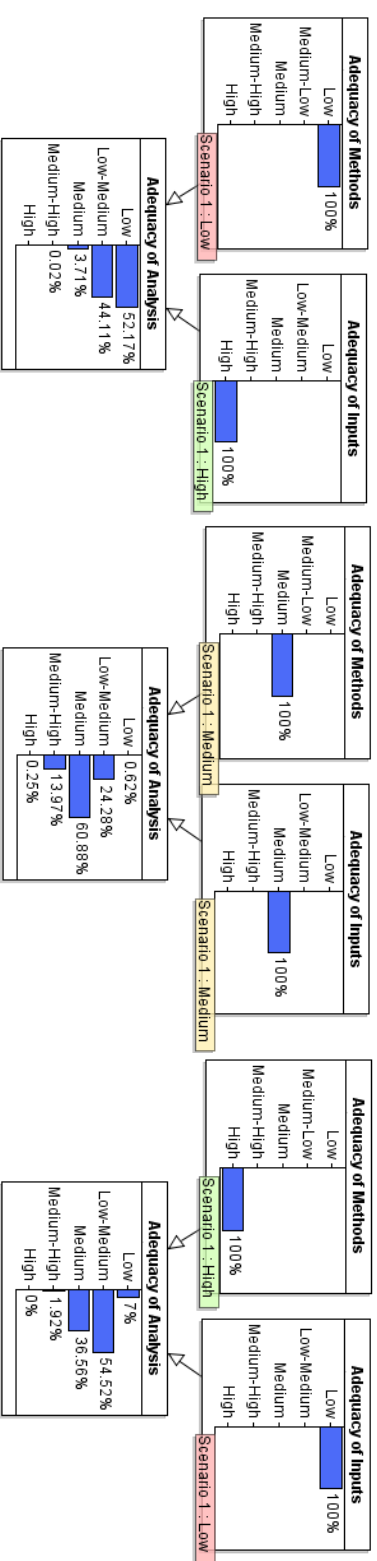 Adequacy of Methods
Low
100%
Medium-Low
Medium
Medium-High
High
Scenario 1 : Low
Adequacy of Inputs
Low
Low-Medium
Medium
Medium-High
High
100%
Scenario 1 : High
Adequacy of Analysis
Low
52.17%
Low-Medium
44.11%
Medium
3.71%
Medium-High
0.02%
High
Adequacy of Methods
Low
Medium-Low
Medium
100%
Medium-High
High
Scenario 1 : Medium
Adequacy of Inputs
Low
Low-Medium
Medium
100%
Medium-High
High
Scenario 1 : Medium
Adequacy of Analysis
Low
0.62%
Low-Medium
24.28%
Medium
60.88%
Medium-High
13.97%
High
0.25%
Adequacy of Methods
Low
Medium-Low
Medium
Medium-High
High
100%
Scenario 1 : High
Adequacy of Inputs
Low
100%
Low-Medium
Medium
Medium-High
High
Scenario 1 : Low
Adequacy of Analysis
Low
7%
Low-Medium
54.52%
Medium
36.56%
Medium-High
1.92%
High
0%